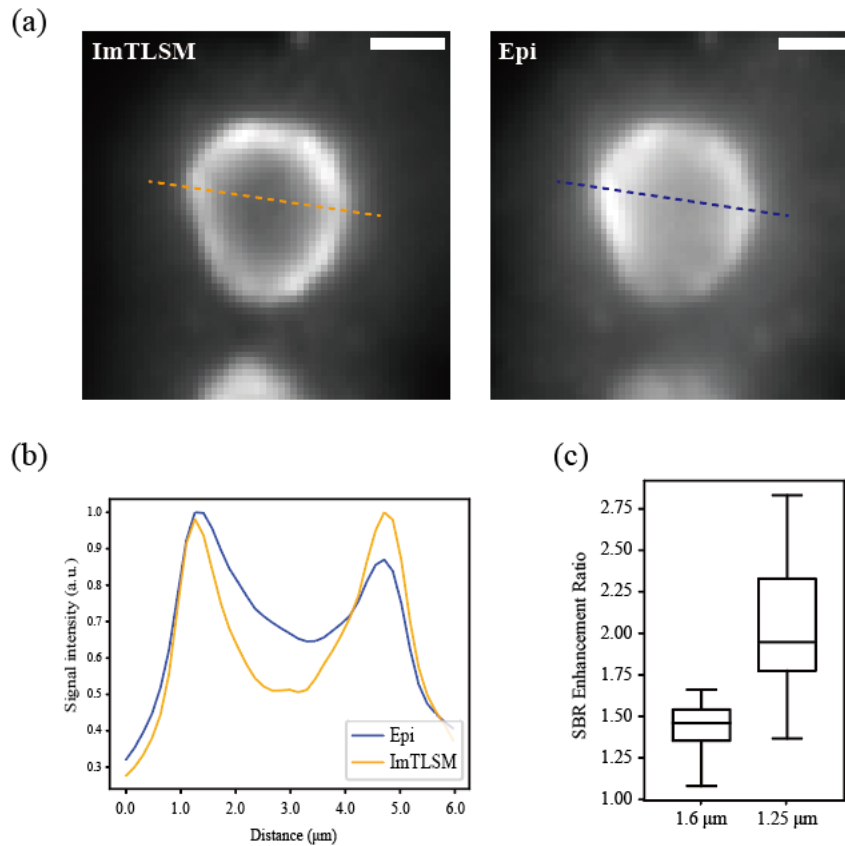 (a)
ImTLSM
Epi
(b)
(c)
Signal intensity (a.u.)
1.0
0.9
0.8
0.7
0.6
0.5
0.4
0.3
Epi
ImTLSM
0.0 1.0 2.0 3.0 4.0 5.0 6.0
Distance (μm)
SBR Enhancement Ratio
2.75
2.50
2.25
2.00
1.75
1.50
1.25
1.00
1.6 μm 1.25 μm